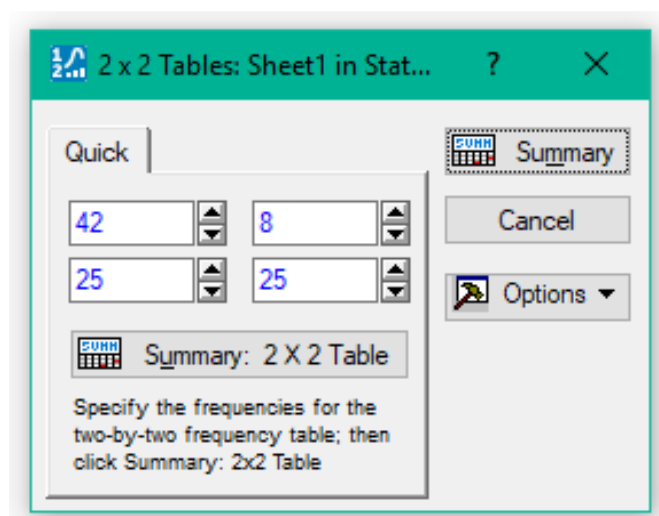 2 x 2 Tables: Sheet1 in Stat... ?
Quick
Summary
42 8
Cancel
25 25
Options
Summary: 2 X 2 Table
Specify the frequencies for the
two-by-two frequency table; then
click Summary: 2x2 Table